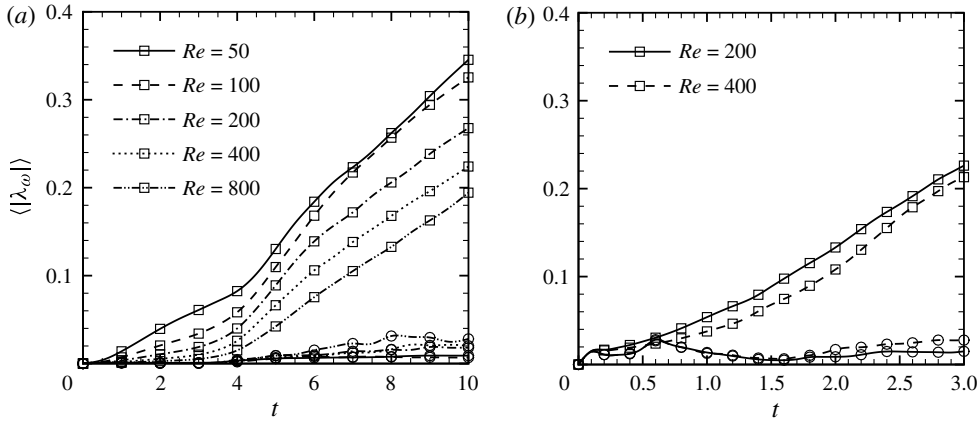 (a)
0.4
0.3
0.2
0.1
0
2
4
6
8
10
t
⟨|λω|⟩
Re = 50
Re = 100
Re = 200
Re = 400
Re = 800
(b)
0.4
0.3
0.2
0.1
0
0.5
1.0
1.5
2.0
2.5
3.0
t
Re = 200
Re = 400